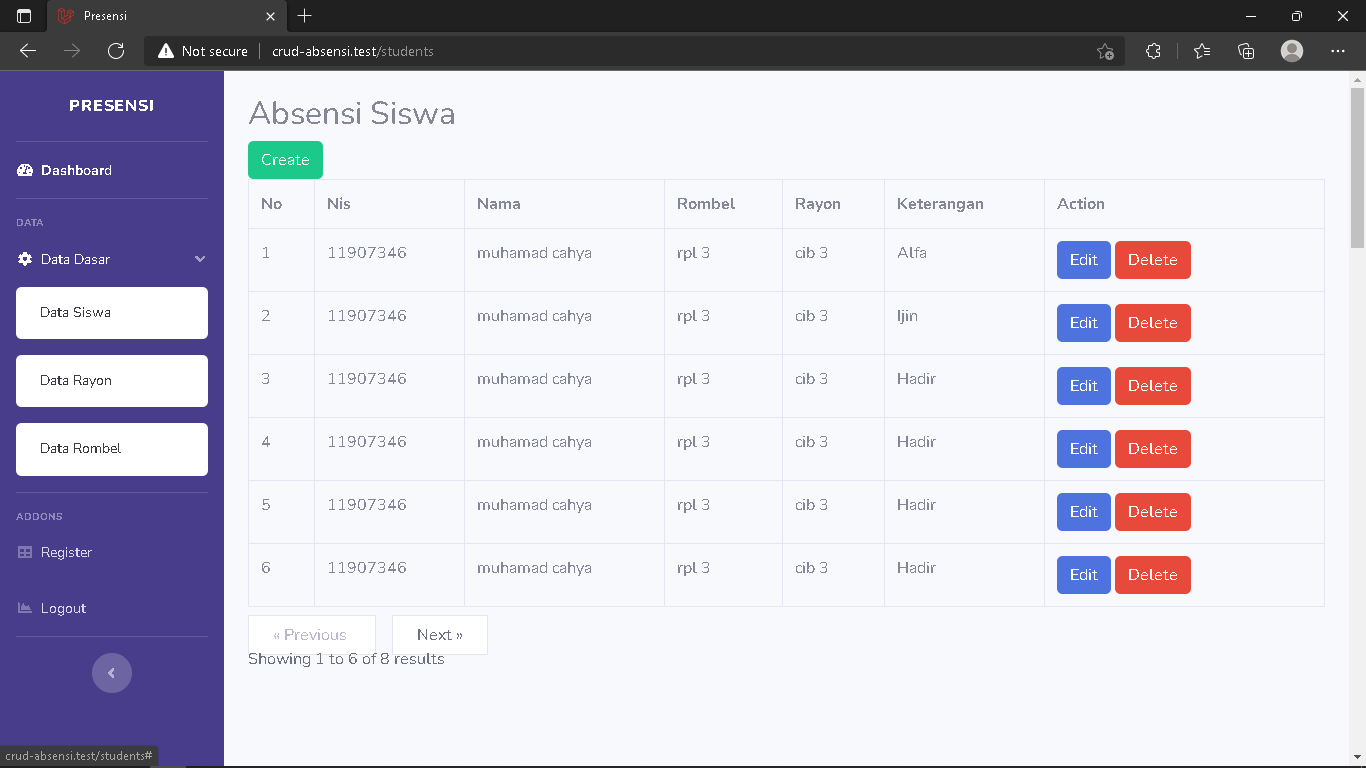 Presensi
Not secure crud-absensi.test/students
PRESENSI
Dashboard
DATA
Data Dasar
Data Siswa
Data Rayon
Data Rombel
ADDONS
Register
Logout
Absensi Siswa
Create
No Nis Nama Rombel Rayon Keterangan Action
1 11907346 muhamad cahya rpl 3 cib 3 Alfa Edit Delete
2 11907346 muhamad cahya rpl 3 cib 3 Ijin Edit Delete
3 11907346 muhamad cahya rpl 3 cib 3 Hadir Edit Delete
4 11907346 muhamad cahya rpl 3 cib 3 Hadir Edit Delete
5 11907346 muhamad cahya rpl 3 cib 3 Hadir Edit Delete
6 11907346 muhamad cahya rpl 3 cib 3 Hadir Edit Delete
« Previous Next »
Showing 1 to 6 of 8 results
crud-absensi.test/students#